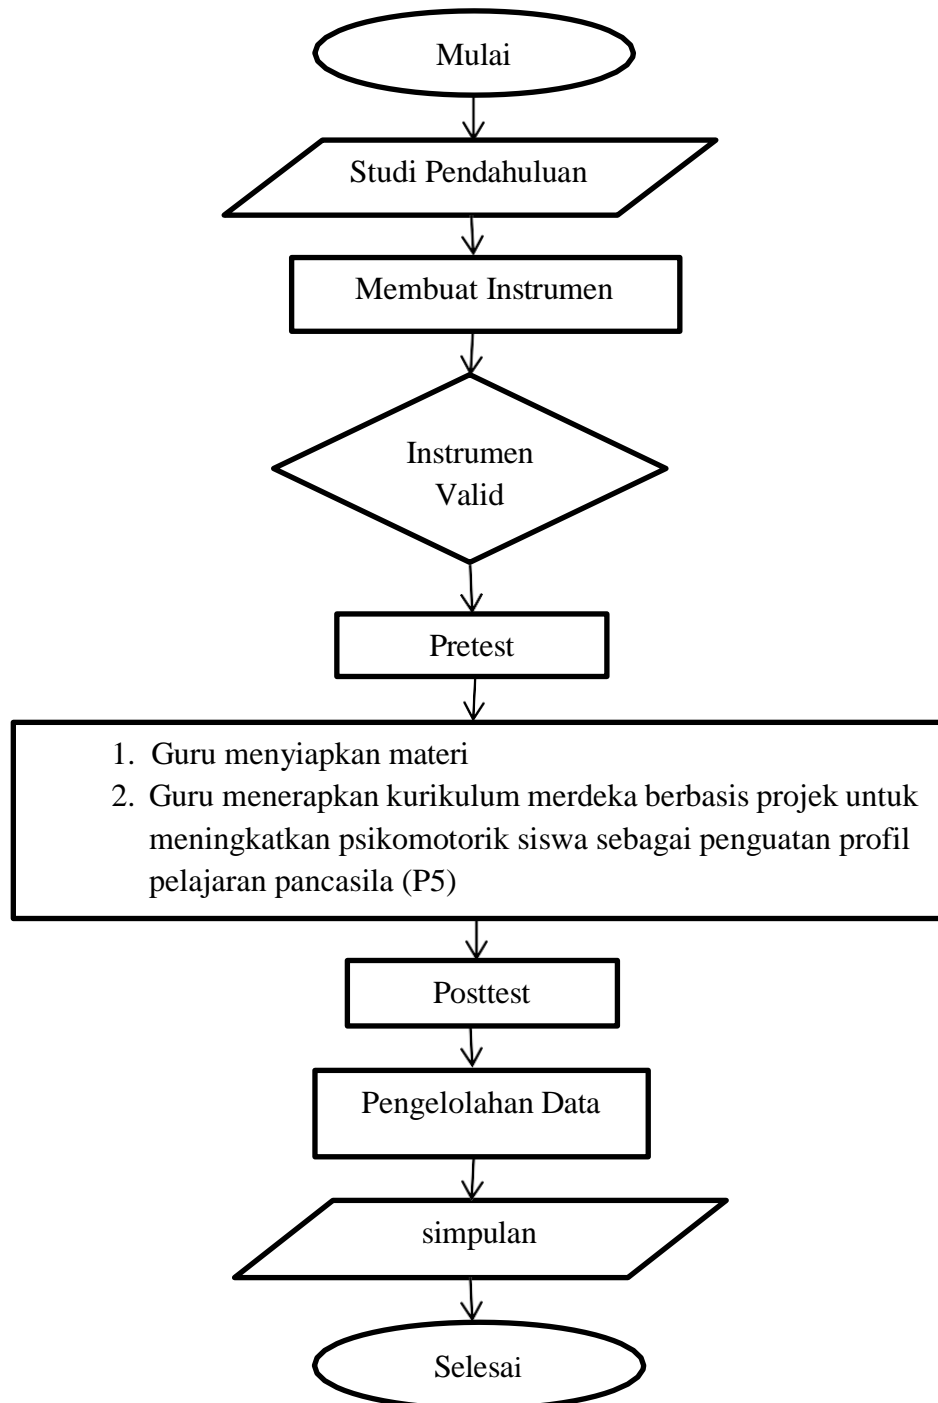 Mulai
Studi Pendahuluan
Membuat Instrumen
Instrumen
Valid
Pretest
1. Guru menyiapkan materi
2. Guru menerapkan kurikulum merdeka berbasis projek untuk
meningkatkan psikomotorik siswa sebagai penguatan profil
pelajaran pancasila (P5)
Posttest
Pengelolahan Data
simpulan
Selesai